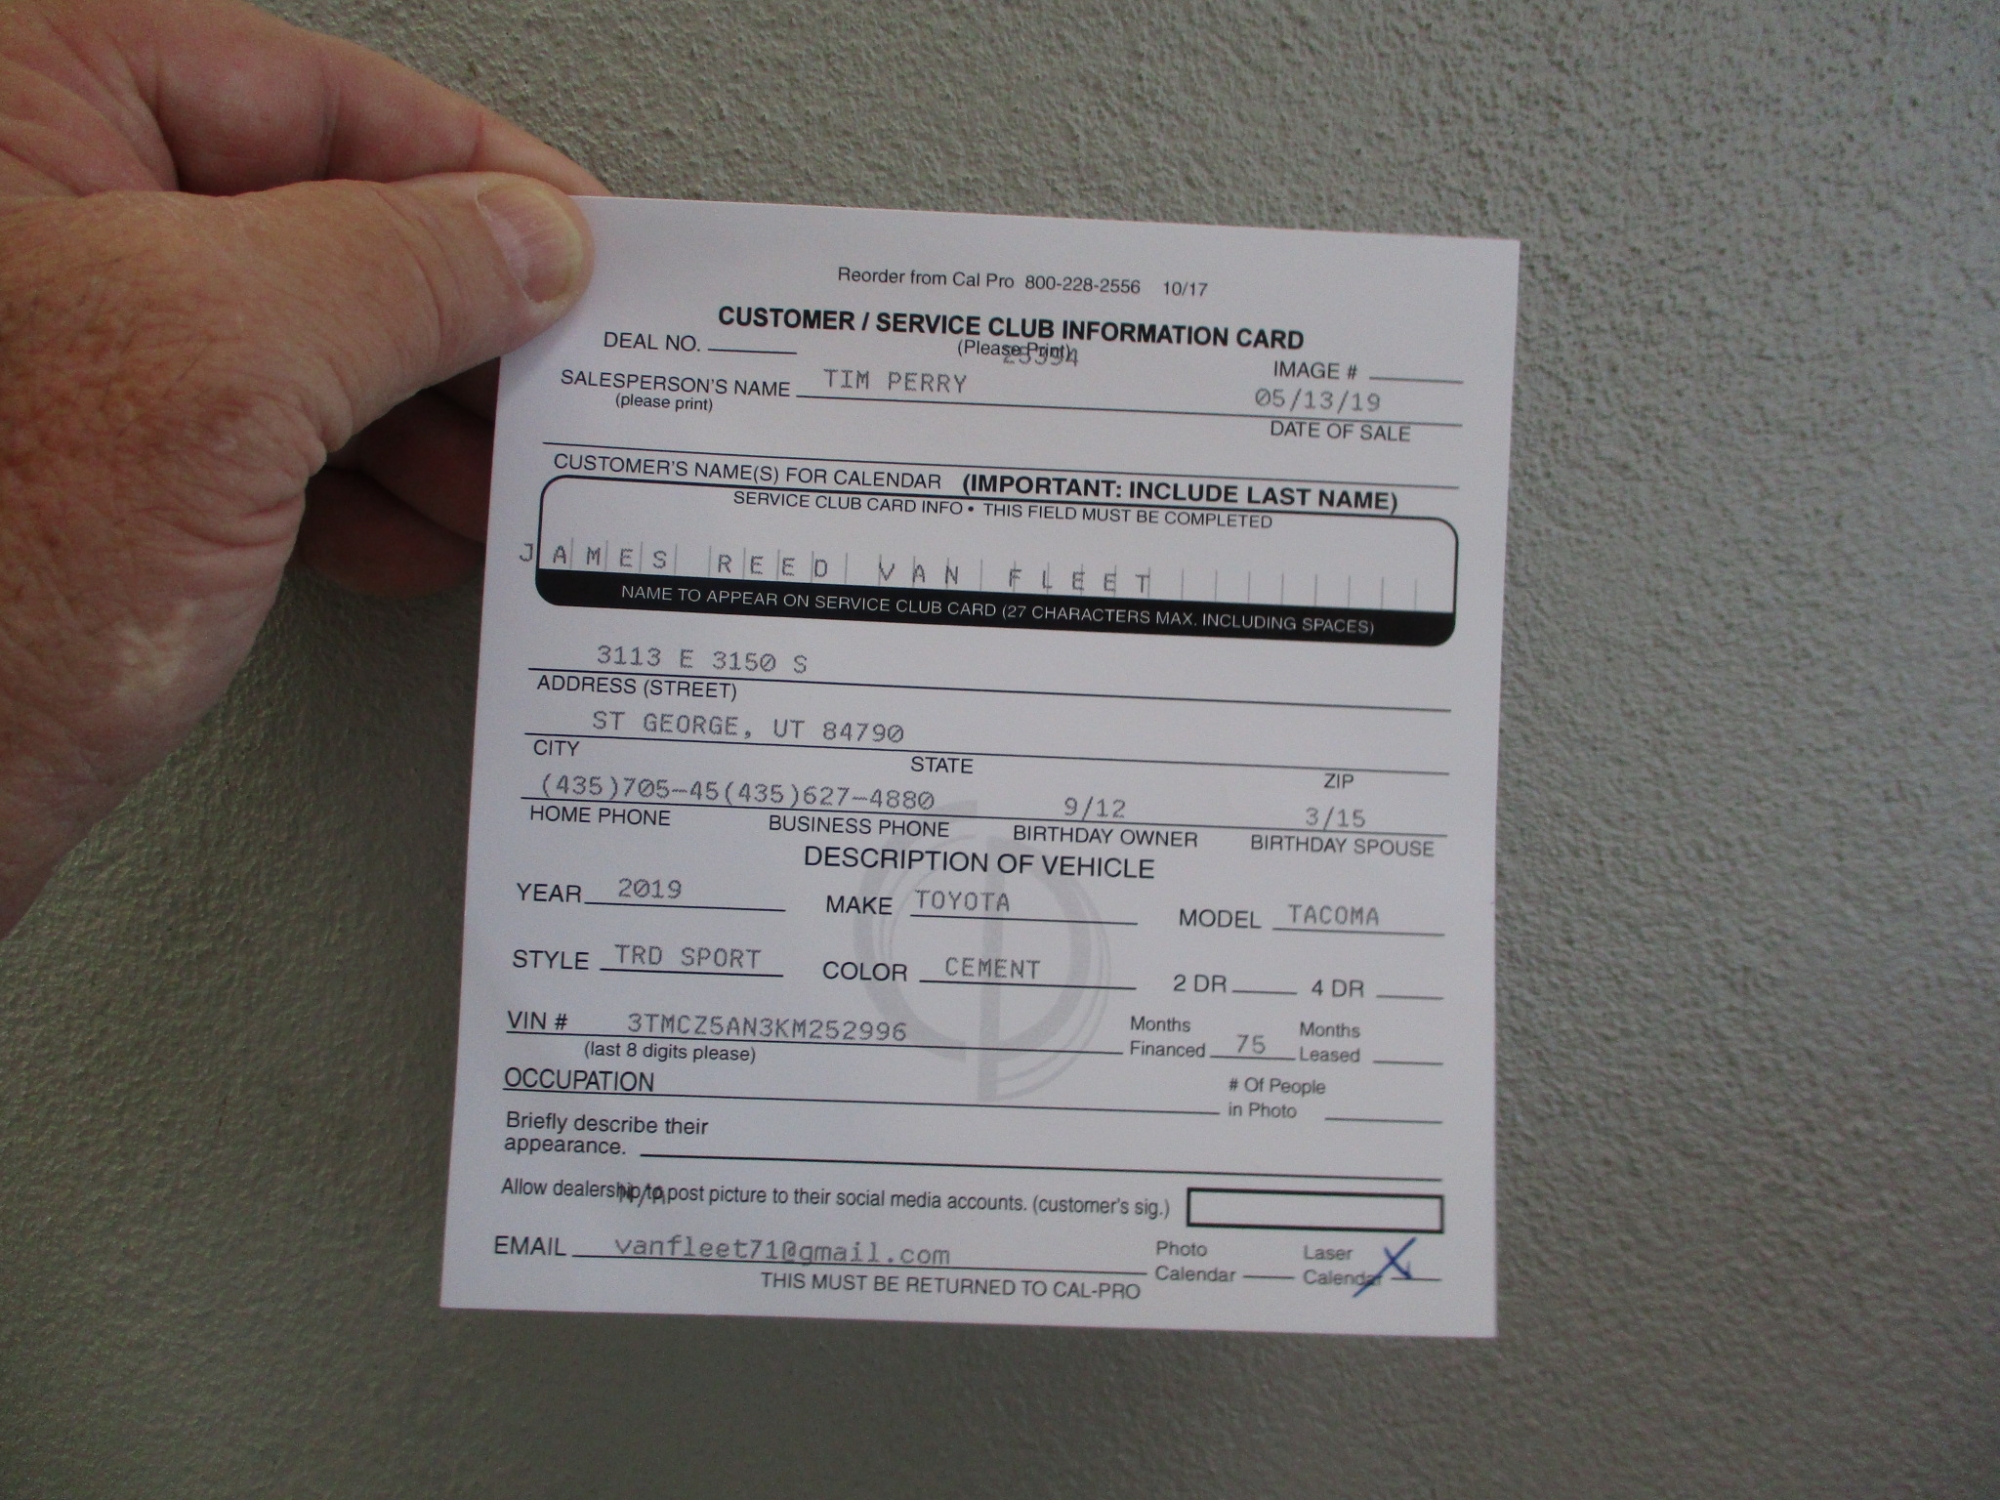 Reorder from Cal Pro 800-228-2556 10/17
CUSTOMER / SERVICE CLUB INFORMATION CARD
DEAL NO. (Please Print) IMAGE #
SALESPERSON'S NAME TIM PERRY 05/13/19
(please print) DATE OF SALE
CUSTOMER'S NAME(S) FOR CALENDAR (IMPORTANT: INCLUDE LAST NAME)
SERVICE CLUB CARD INFO • THIS FIELD MUST BE COMPLETED
JAMES REED VAN FLEET
NAME TO APPEAR ON SERVICE CLUB CARD (27 CHARACTERS MAX. INCLUDING SPACES)
3113 E 3150 S
ADDRESS (STREET)
ST GEORGE, UT 84790
CITY STATE ZIP
(435)705-45(435)627-4880 9/12 3/15
HOME PHONE BUSINESS PHONE BIRTHDAY OWNER BIRTHDAY SPOUSE
DESCRIPTION OF VEHICLE
YEAR 2019 MAKE TOYOTA MODEL TACOMA
STYLE TRD SPORT COLOR CEMENT 2 DR 4 DR
VIN # 3TMCZ5AN3KM252996 Months Financed 75 Months Leased
(last 8 digits please)
OCCUPATION # Of People in Photo
Briefly describe their
appearance.
Allow dealership to post picture to their social media accounts. (customer's sig.)
N/A
EMAIL vanfleet71@gmail.com Photo Calendar Laser Calendar X
THIS MUST BE RETURNED TO CAL-PRO